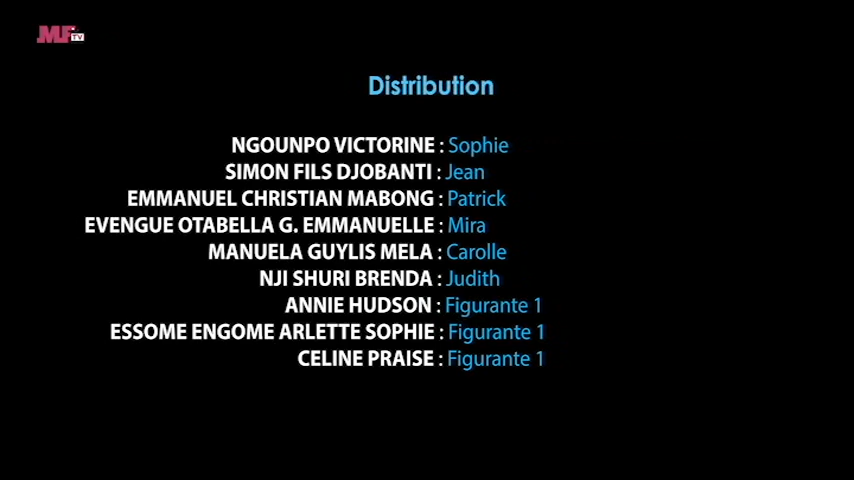 MF TV
Distribution
NGOUNPO VICTORINE : Sophie
SIMON FILS DJOBANTI : Jean
EMMANUEL CHRISTIAN MABONG : Patrick
EVENGUE OTABELLA G. EMMANUELLE : Mira
MANUELA GUYLIS MELA : Carolle
NJI SHURI BRENDA : Judith
ANNIE HUDSON : Figurante 1
ESSOME ENGOME ARLETTE SOPHIE : Figurante 1
CELINE PRAISE : Figurante 1